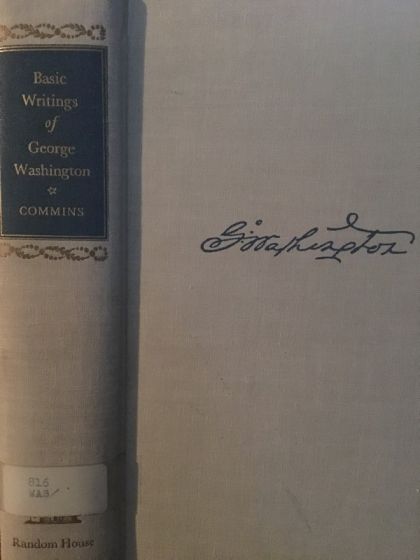 Basic
Writings
of
George
Washington
COMMINS
G:Washington
816
WAS
Random House